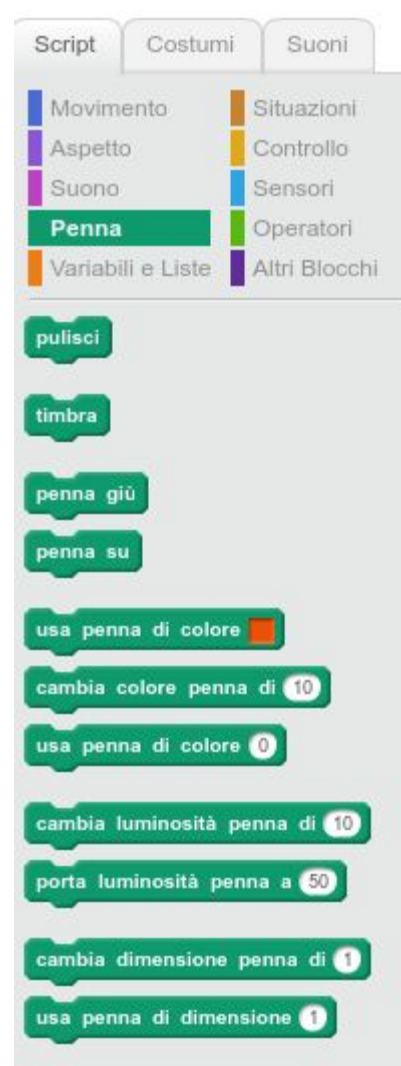 Script Costumi Suoni
Movimento Situazioni
Aspetto Controllo
Suono Sensori
Penna Operatori
Variabili e Liste Altri Blocchi
pulisci
timbra
penna giù
penna su
usa penna di colore
cambia colore penna di 10
usa penna di colore 0
cambia luminosità penna di 10
porta luminosità penna a 50
cambia dimensione penna di 1
usa penna di dimensione 1